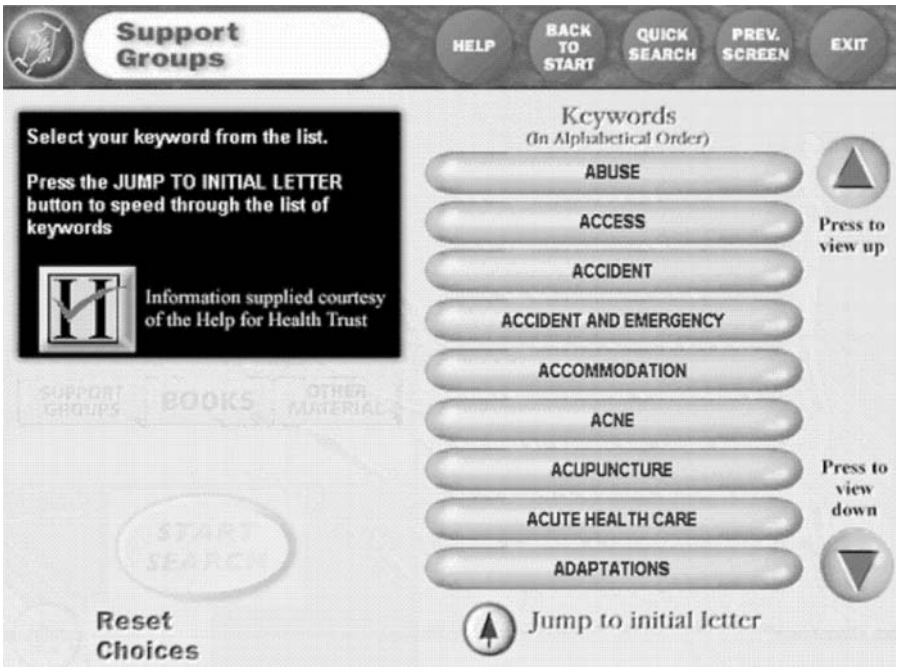 Support
Groups
HELP
BACK
TO
START
QUICK
SEARCH
PREV.
SCREEN
EXIT
Select your keyword from the list.
Press the JUMP TO INITIAL LETTER
button to speed through the list of
keywords
H
Information supplied courtesy
of the Help for Health Trust
SUPPORT
GROUPS
BOOKS
OTHER
MATERIAL
START
SEARCH
Reset
Choices
Keywords
(In Alphabetical Order)
ABUSE
ACCESS
ACCIDENT
ACCIDENT AND EMERGENCY
ACCOMMODATION
ACNE
ACUPUNCTURE
ACUTE HEALTH CARE
ADAPTATIONS
Press to
view up
Press to
view
down
Jump to initial letter